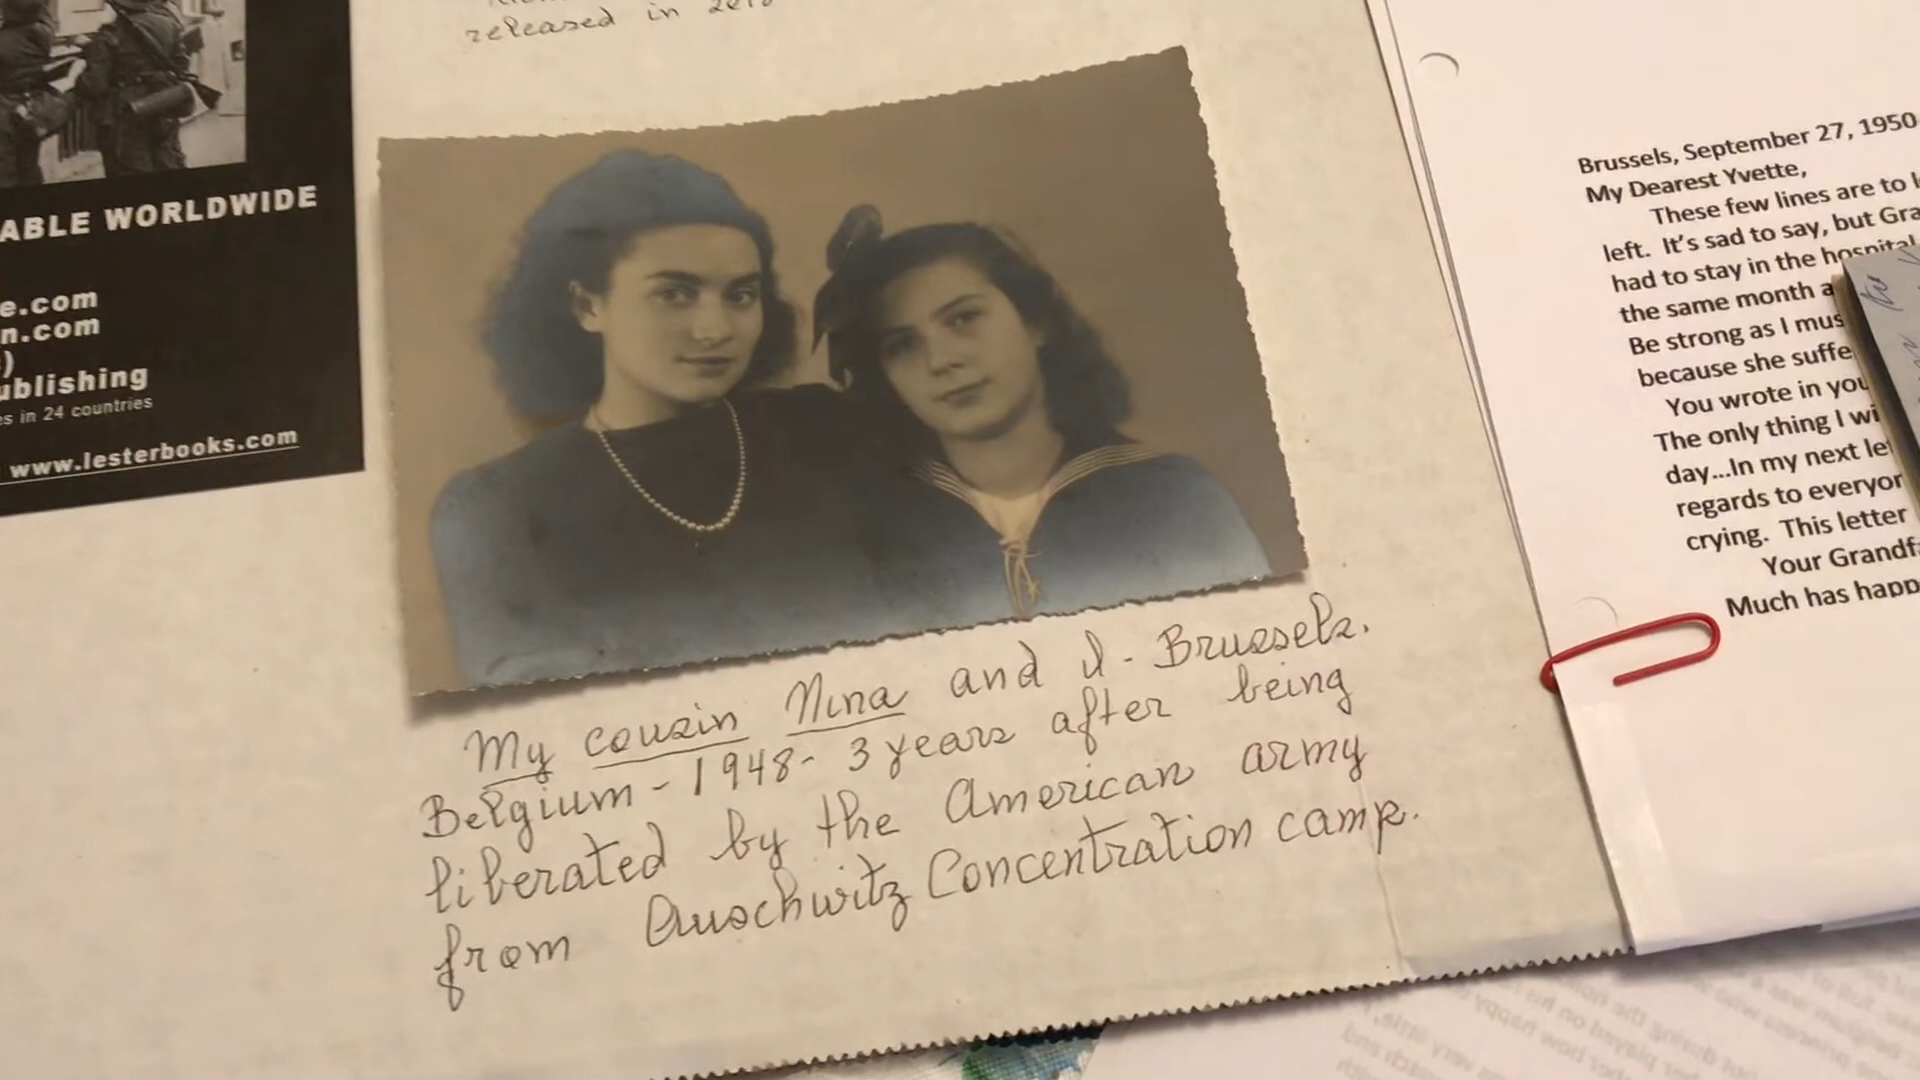 released in
ABLE WORLDWIDE
e.com
n.com
)
ublishing
es in 24 countries
www.lesterbooks.com
My cousin Nina and I - Brussels.
Belgium - 1948 - 3 years after being
liberated by the American army
from Auschwitz Concentration camp.
Brussels, September 27, 1950
My Dearest Yvette,
These few lines are to l
left. It's sad to say, but Gra
had to stay in the hospital
the same month a
Be strong as I mus
because she suffe
You wrote in you
The only thing I wi
day...In my next le
regards to everyor
crying. This letter
Your Grandf
Much has happ